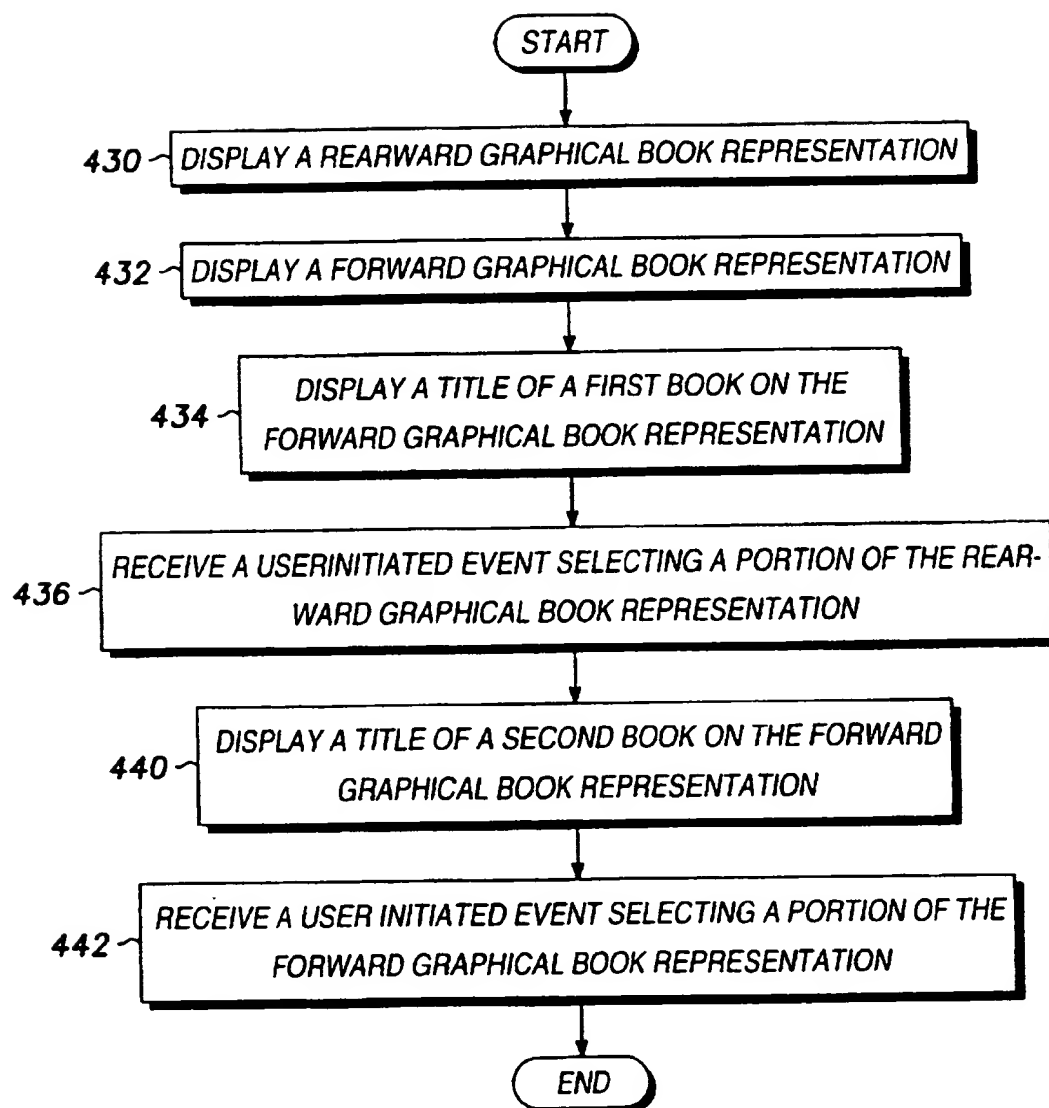 START
430 DISPLAY A REARWARD GRAPHICAL BOOK REPRESENTATION
432 DISPLAY A FORWARD GRAPHICAL BOOK REPRESENTATION
434 DISPLAY A TITLE OF A FIRST BOOK ON THE
FORWARD GRAPHICAL BOOK REPRESENTATION
436 RECEIVE A USERINITIATED EVENT SELECTING A PORTION OF THE REAR-
WARD GRAPHICAL BOOK REPRESENTATION
440 DISPLAY A TITLE OF A SECOND BOOK ON THE FORWARD
GRAPHICAL BOOK REPRESENTATION
442 RECEIVE A USER INITIATED EVENT SELECTING A PORTION OF THE
FORWARD GRAPHICAL BOOK REPRESENTATION
END